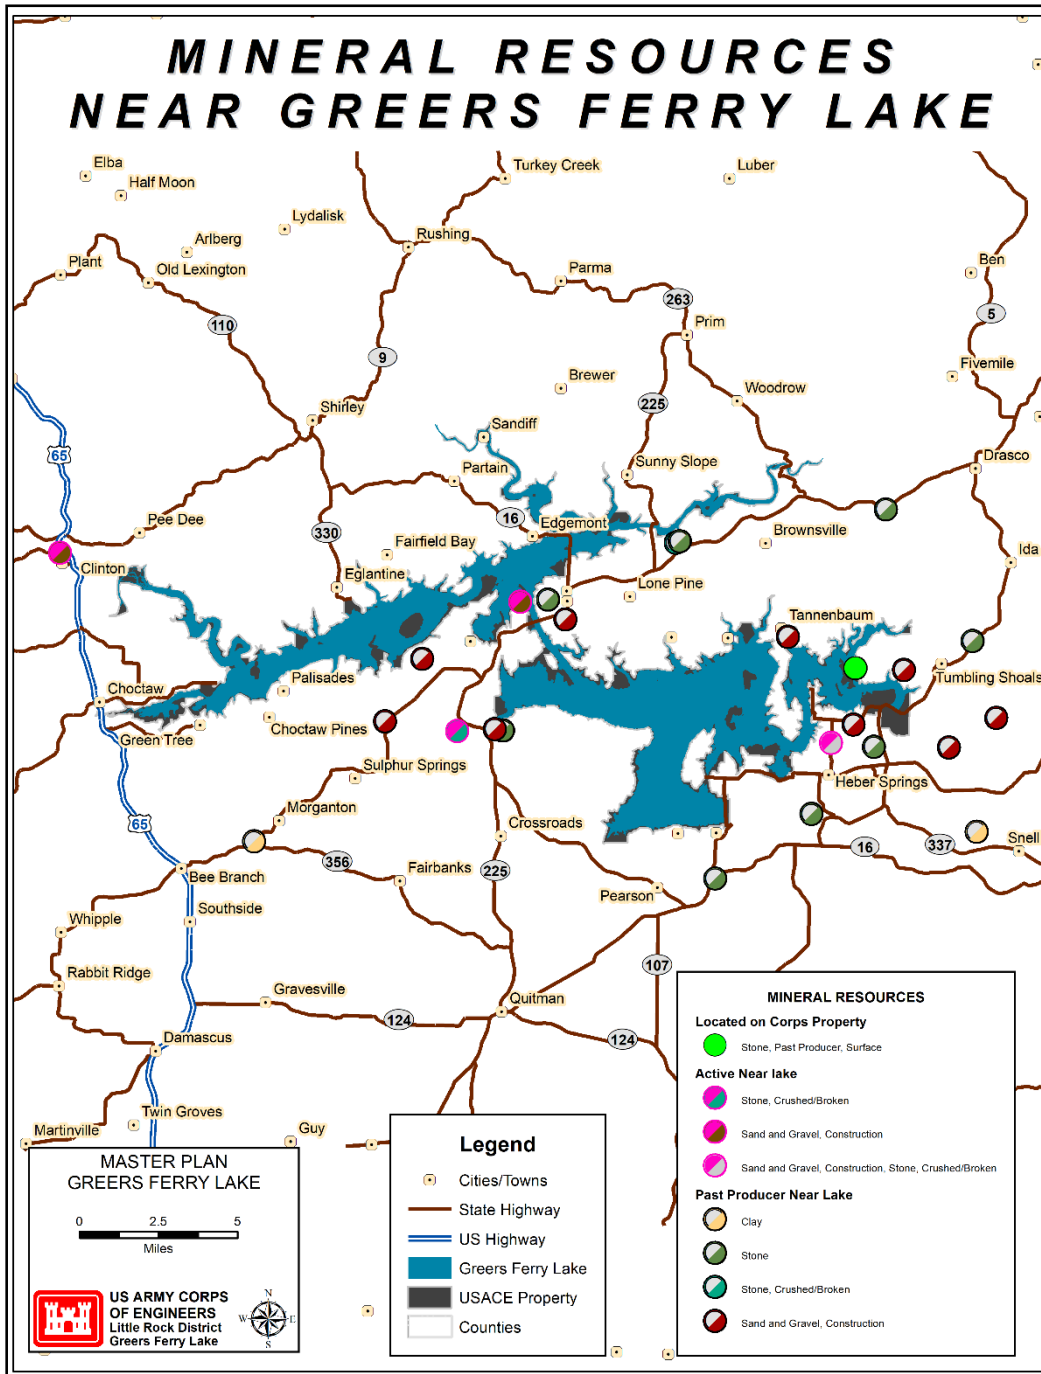 MINERAL RESOURCES
NEAR GREERS FERRY LAKE
Elba
Half Moon
Turkey Creek
Luber
Lydalisk
Rushing
Arlberg
Plant
Old Lexington
Parma
Ben
263
5
110
Prim
9
Fivemile
Brewer
Woodrow
225
Shirley
Sandiff
65
Drasco
Partain
Sunny Slope
16
Pee Dee
Edgemont
Brownsville
330
Fairfield Bay
Ida
Clinton
Eglantine
Lone Pine
Tannenbaum
Palisades
Tumbling Shoals
Choctaw
Choctaw Pines
Green Tree
Sulphur Springs
Heber Springs
Morganton
65
Crossroads
Snell
337
16
356
Bee Branch
Fairbanks
225
Pearson
Southside
Whipple
107
Rabbit Ridge
Gravesville
Quitman
124
124
Damascus
Twin Groves
Martinville
Guy
MINERAL RESOURCES
Located on Corps Property
Stone, Past Producer, Surface
Active Near lake
Stone, Crushed/Broken
Sand and Gravel, Construction
Sand and Gravel, Construction, Stone, Crushed/Broken
Past Producer Near Lake
Clay
Stone
Stone, Crushed/Broken
Sand and Gravel, Construction
Legend
Cities/Towns
State Highway
US Highway
Greers Ferry Lake
USACE Property
Counties
MASTER PLAN
GREERS FERRY LAKE
0 2.5 5
Miles
US ARMY CORPS
OF ENGINEERS
Little Rock District
Greers Ferry Lake
N
W E
S